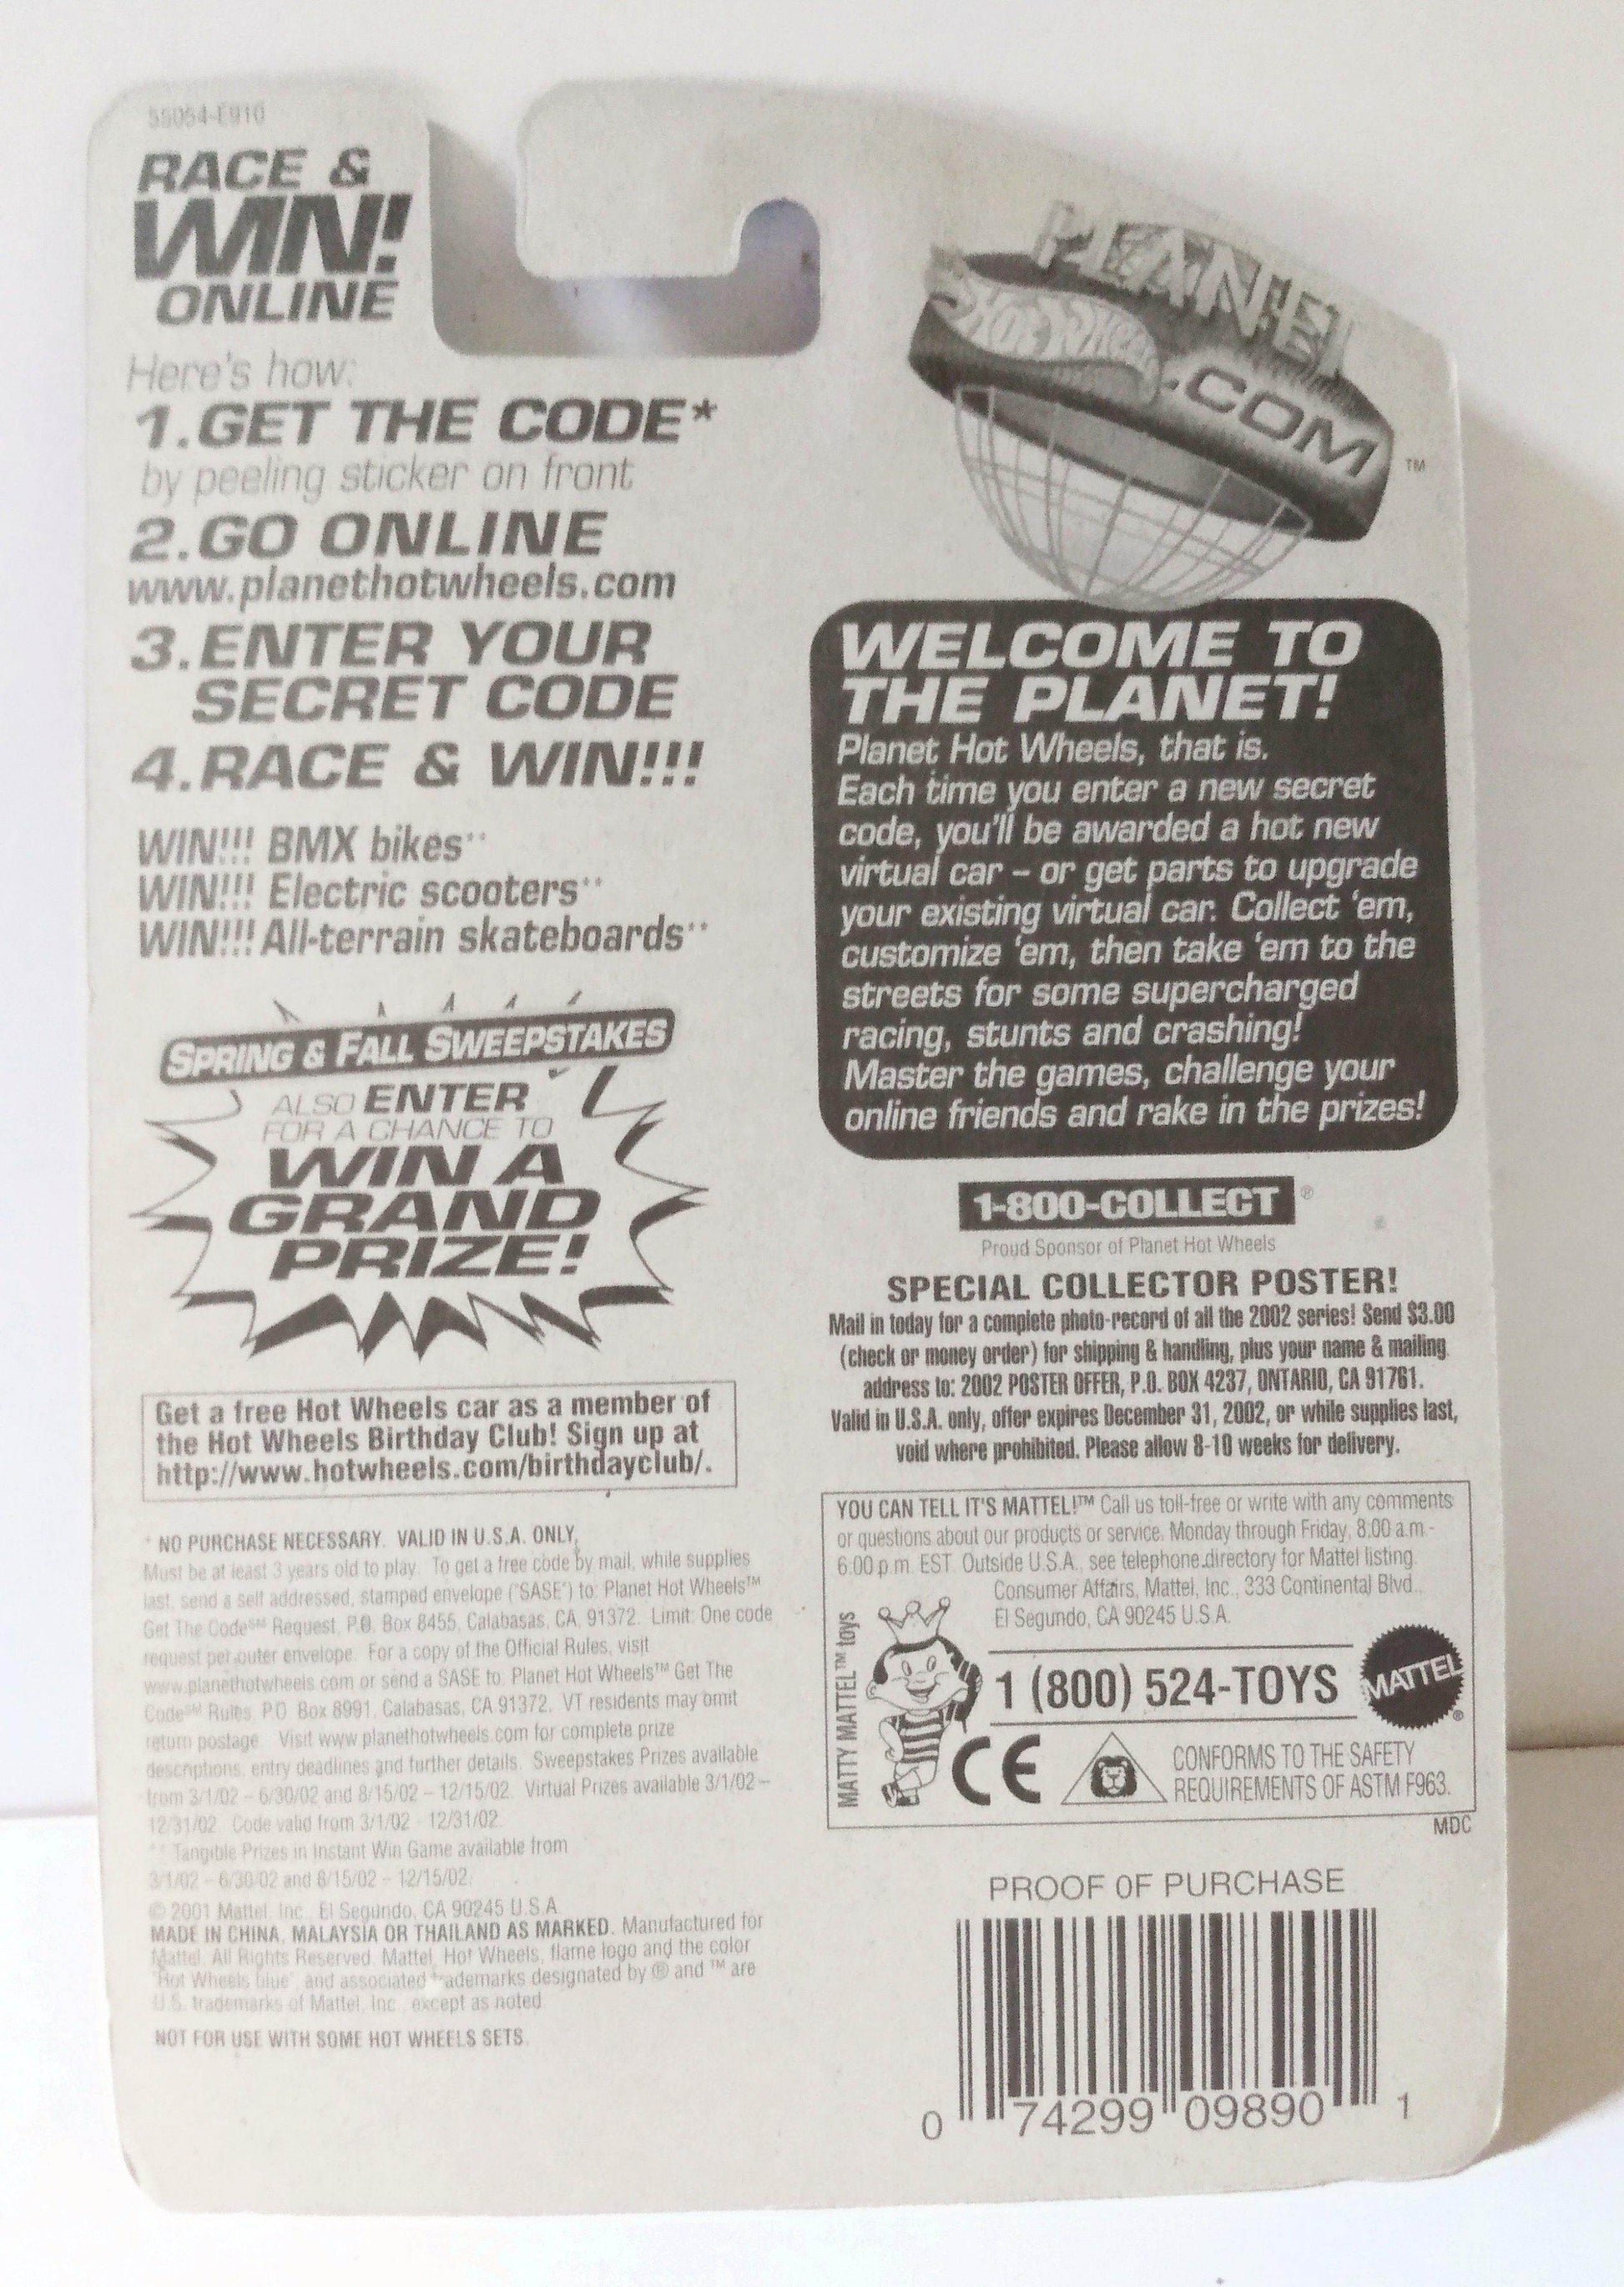 55054-E910
RACE &
WIN!
ONLINE
Here's how:
1.GET THE CODE*
by peeling sticker on front
2.GO ONLINE
www.planethotwheels.com
3.ENTER YOUR
SECRET CODE
4.RACE & WIN!!!
WIN!!! BMX bikes**
WIN!!! Electric scooters**
WIN!!! All-terrain skateboards**
SPRING & FALL SWEEPSTAKES
ALSO ENTER
FOR A CHANCE TO
WIN A
GRAND
PRIZE!
Get a free Hot Wheels car as a member of
the Hot Wheels Birthday Club! Sign up at
http://www.hotwheels.com/birthdayclub/.
* NO PURCHASE NECESSARY. VALID IN U.S.A. ONLY,
Must be at least 3 years old to play. To get a free code by mail, while supplies
last, send a self addressed, stamped envelope ("SASE") to: Planet Hot Wheels™
Get The Code℠ Request, P.O. Box 8455, Calabasas, CA, 91372. Limit: One code
request per outer envelope. For a copy of the Official Rules, visit
www.planethotwheels.com or send a SASE to: Planet Hot Wheels™ Get The
Code℠ Rules, P.O. Box 8991, Calabasas, CA 91372. VT residents may omit
return postage. Visit www.planethotwheels.com for complete prize
descriptions, entry deadlines and further details. Sweepstakes Prizes available
from 3/1/02 – 6/30/02 and 8/15/02 – 12/15/02. Virtual Prizes available 3/1/02 –
12/31/02. Code valid from 3/1/02 - 12/31/02.
** Tangible Prizes in Instant Win Game available from
3/1/02 – 6/30/02 and 8/15/02 – 12/15/02.
© 2001 Mattel, Inc., El Segundo, CA 90245 U.S.A.
MADE IN CHINA, MALAYSIA OR THAILAND AS MARKED. Manufactured for
Mattel. All Rights Reserved. Mattel, Hot Wheels, flame logo and the color
"Hot Wheels blue", and associated trademarks designated by ® and ™ are
U.S. trademarks of Mattel, Inc., except as noted.
NOT FOR USE WITH SOME HOT WHEELS SETS.
PLANET
Hot Wheels
.COM
TM
WELCOME TO
THE PLANET!
Planet Hot Wheels, that is.
Each time you enter a new secret
code, you'll be awarded a hot new
virtual car – or get parts to upgrade
your existing virtual car. Collect 'em,
customize 'em, then take 'em to the
streets for some supercharged
racing, stunts and crashing!
Master the games, challenge your
online friends and rake in the prizes!
1-800-COLLECT®
Proud Sponsor of Planet Hot Wheels
SPECIAL COLLECTOR POSTER!
Mail in today for a complete photo-record of all the 2002 series! Send $3.00
(check or money order) for shipping & handling, plus your name & mailing
address to: 2002 POSTER OFFER, P.O. BOX 4237, ONTARIO, CA 91761.
Valid in U.S.A. only, offer expires December 31, 2002, or while supplies last,
void where prohibited. Please allow 8-10 weeks for delivery.
YOU CAN TELL IT'S MATTEL!™ Call us toll-free or write with any comments
or questions about our products or service, Monday through Friday, 8:00 a.m.-
6:00 p.m. EST. Outside U.S.A., see telephone directory for Mattel listing.
Consumer Affairs, Mattel, Inc., 333 Continental Blvd.,
El Segundo, CA 90245 U.S.A.
MATTY MATTEL™ toys
1 (800) 524-TOYS
MATTEL®
CE
CONFORMS TO THE SAFETY
REQUIREMENTS OF ASTM F963.
MDC
PROOF OF PURCHASE
0 74299 09890 1